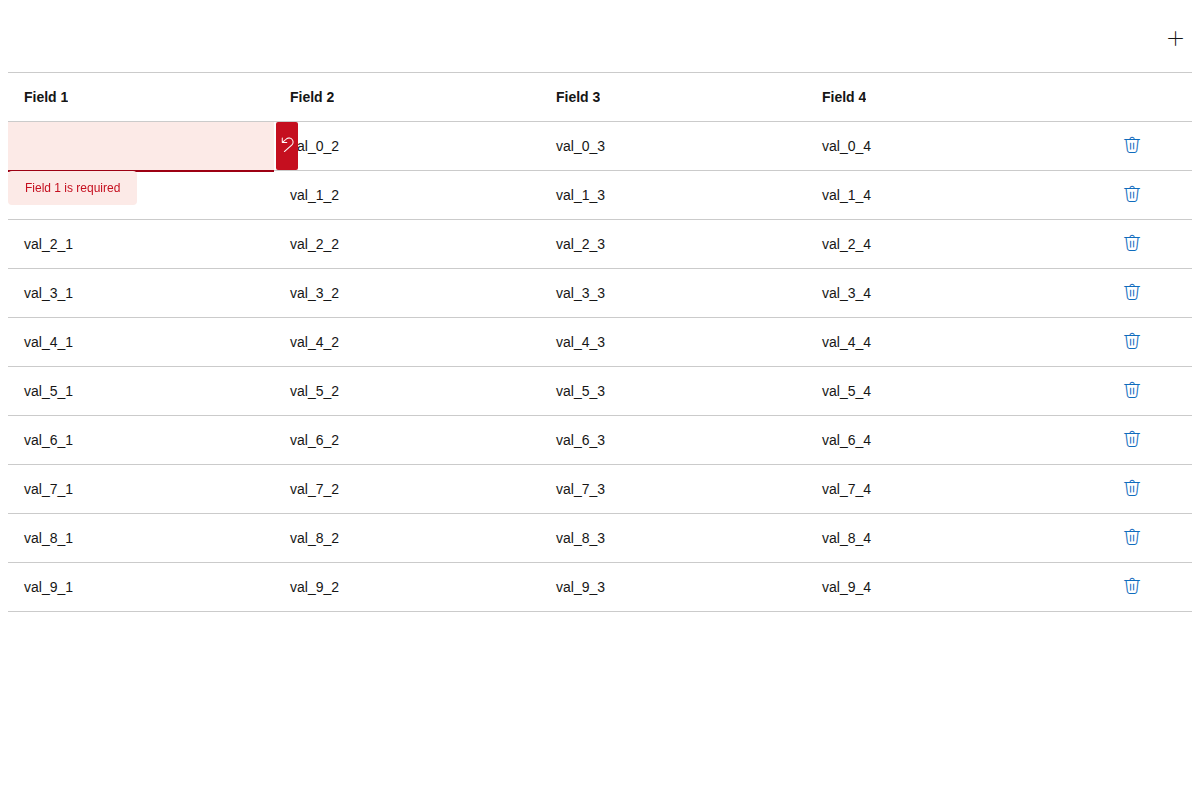 Field 1 Field 2 Field 3 Field 4
al_0_2 val_0_3 val_0_4
Field 1 is required val_1_2 val_1_3 val_1_4
val_2_1 val_2_2 val_2_3 val_2_4
val_3_1 val_3_2 val_3_3 val_3_4
val_4_1 val_4_2 val_4_3 val_4_4
val_5_1 val_5_2 val_5_3 val_5_4
val_6_1 val_6_2 val_6_3 val_6_4
val_7_1 val_7_2 val_7_3 val_7_4
val_8_1 val_8_2 val_8_3 val_8_4
val_9_1 val_9_2 val_9_3 val_9_4